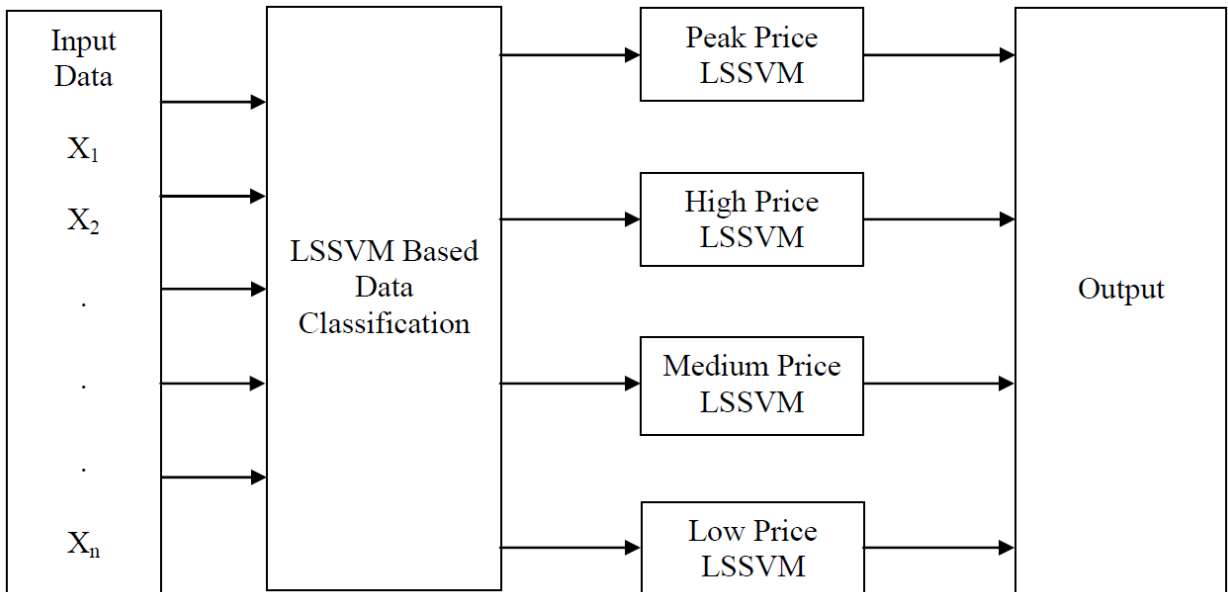 Input
Data
X₁
X₂
.
.
.
Xₙ
LSSVM Based
Data
Classification
Peak Price
LSSVM
High Price
LSSVM
Medium Price
LSSVM
Low Price
LSSVM
Output